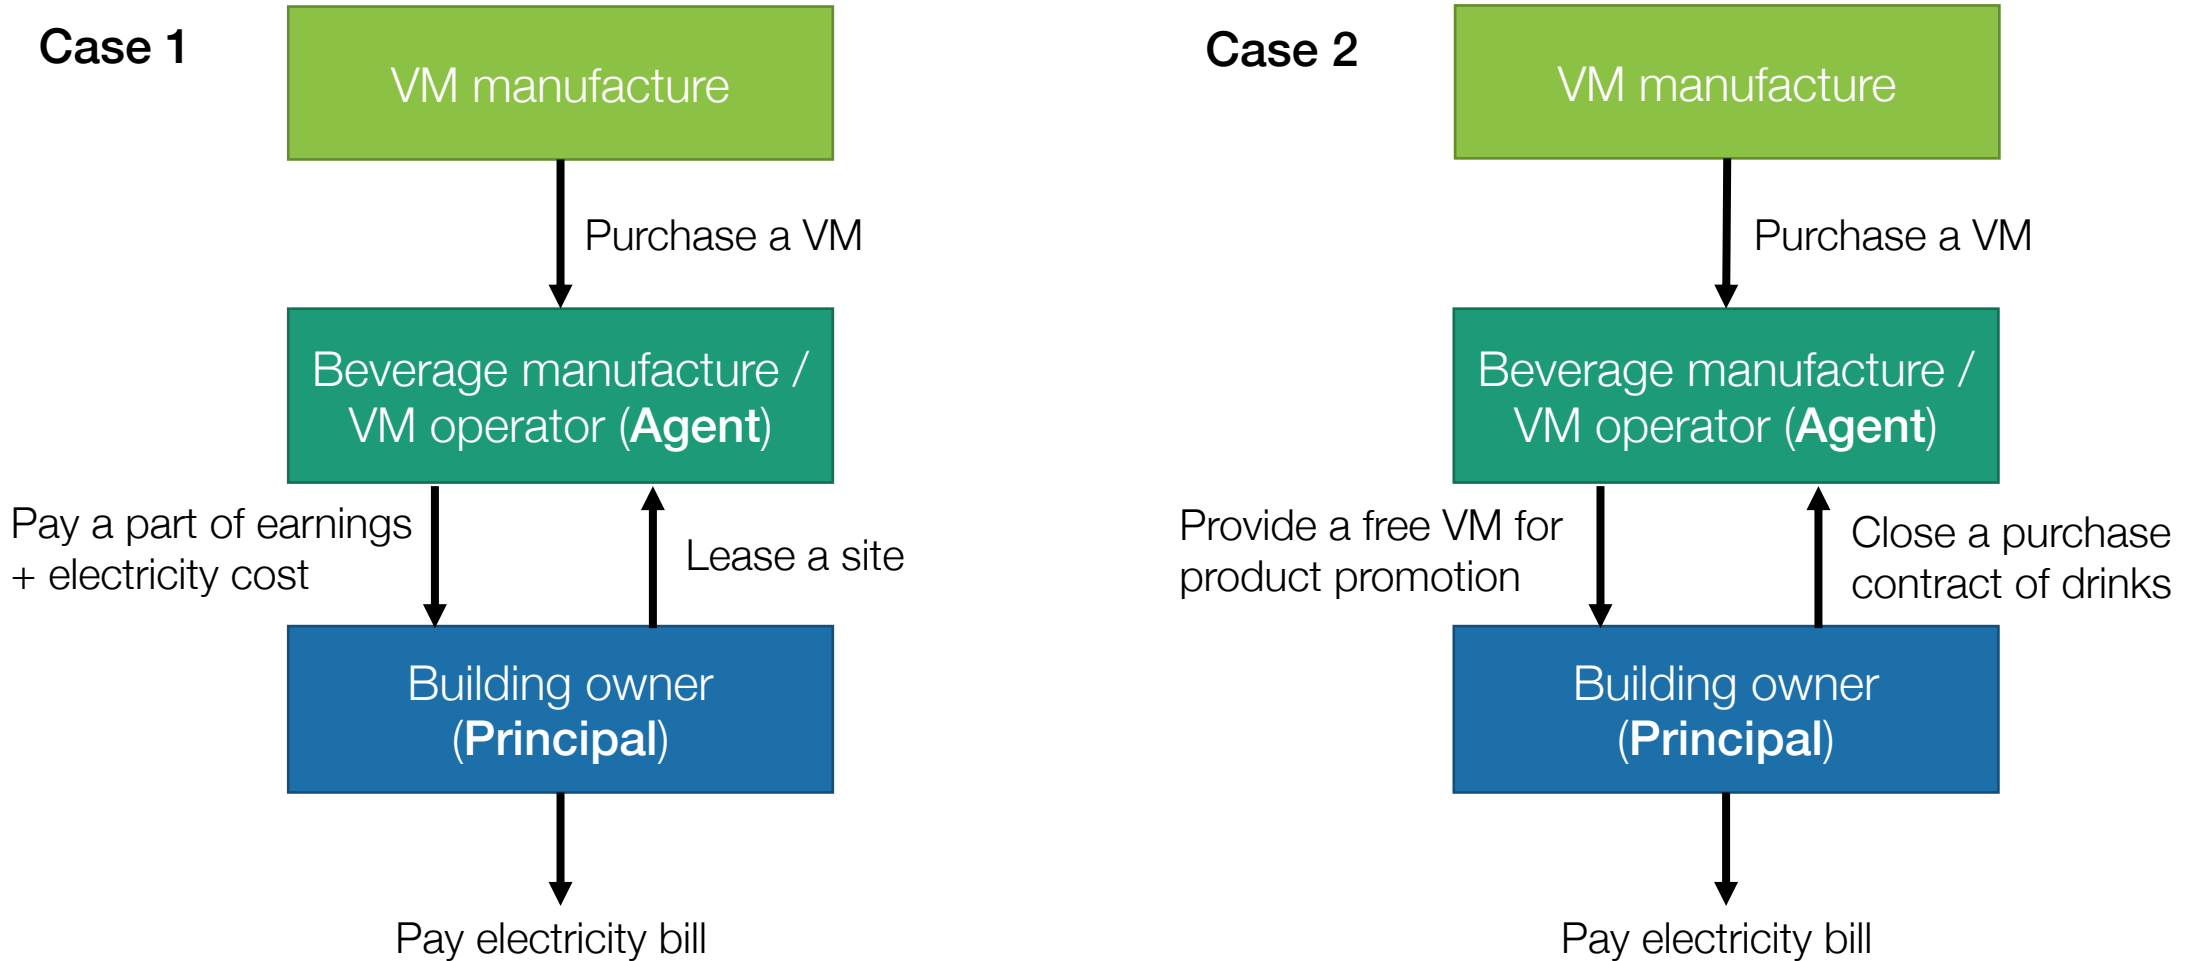 Case 1
VM manufacture
Purchase a VM
Beverage manufacture /
VM operator (Agent)
Pay a part of earnings
+ electricity cost
Lease a site
Building owner
(Principal)
Pay electricity bill
Case 2
VM manufacture
Purchase a VM
Beverage manufacture /
VM operator (Agent)
Provide a free VM for
product promotion
Close a purchase
contract of drinks
Building owner
(Principal)
Pay electricity bill